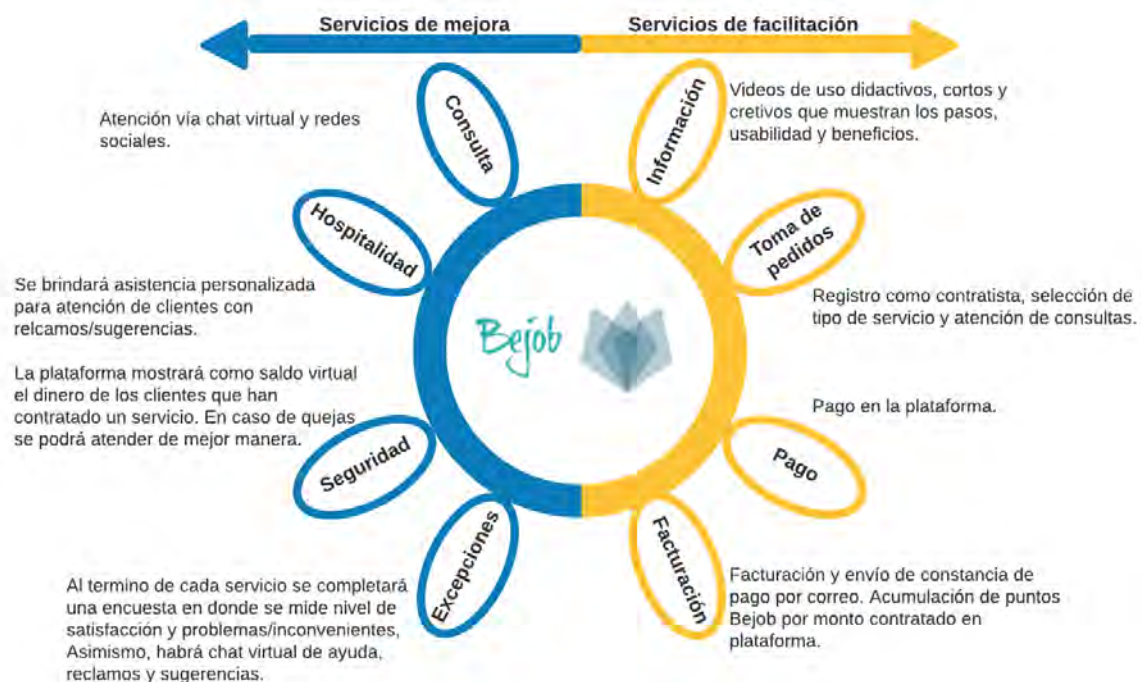 Servicios de mejora
Servicios de facilitación
Consulta
Atención vía chat virtual y redes
sociales.
Información
Videos de uso didactivos, cortos y
cretivos que muestran los pasos,
usabilidad y beneficios.
Hospitalidad
Se brindará asistencia personalizada
para atención de clientes con
relcamos/sugerencias.
Toma de
pedidos
Registro como contratista, selección de
tipo de servicio y atención de consultas.
Bejob
La plataforma mostrará como saldo virtual
el dinero de los clientes que han
contratado un servicio. En caso de quejas
se podrá atender de mejor manera.
Seguridad
Pago en la plataforma.
Pago
Excepciones
Al termino de cada servicio se completará
una encuesta en donde se mide nivel de
satisfacción y problemas/inconvenientes,
Asimismo, habrá chat virtual de ayuda,
reclamos y sugerencias.
Facturación
Facturación y envío de constancia de
pago por correo. Acumulación de puntos
Bejob por monto contratado en
plataforma.